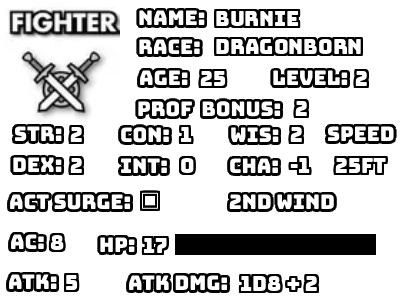 FIGHTER
NAME: BURNIE
RACE: DRAGONBORN
AGE: 25 LEVEL: 2
PROF BONUS: 2
STR: 2 CON: 1 WIS: 2 SPEED
DEX: 2 INT: 0 CHA: -1 25FT
ACT SURGE: 2ND WIND
AC: 8 HP: 17
ATK: 5 ATK DMG: 1D8 + 2